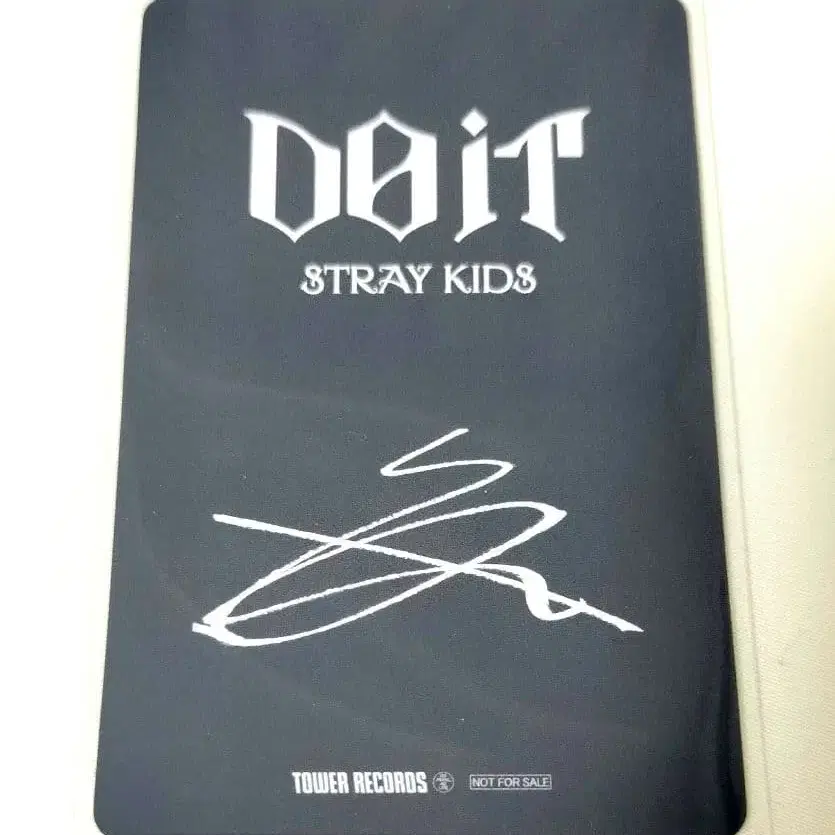 DO iT
STRAY KIDS
TOWER RECORDS NOT FOR SALE